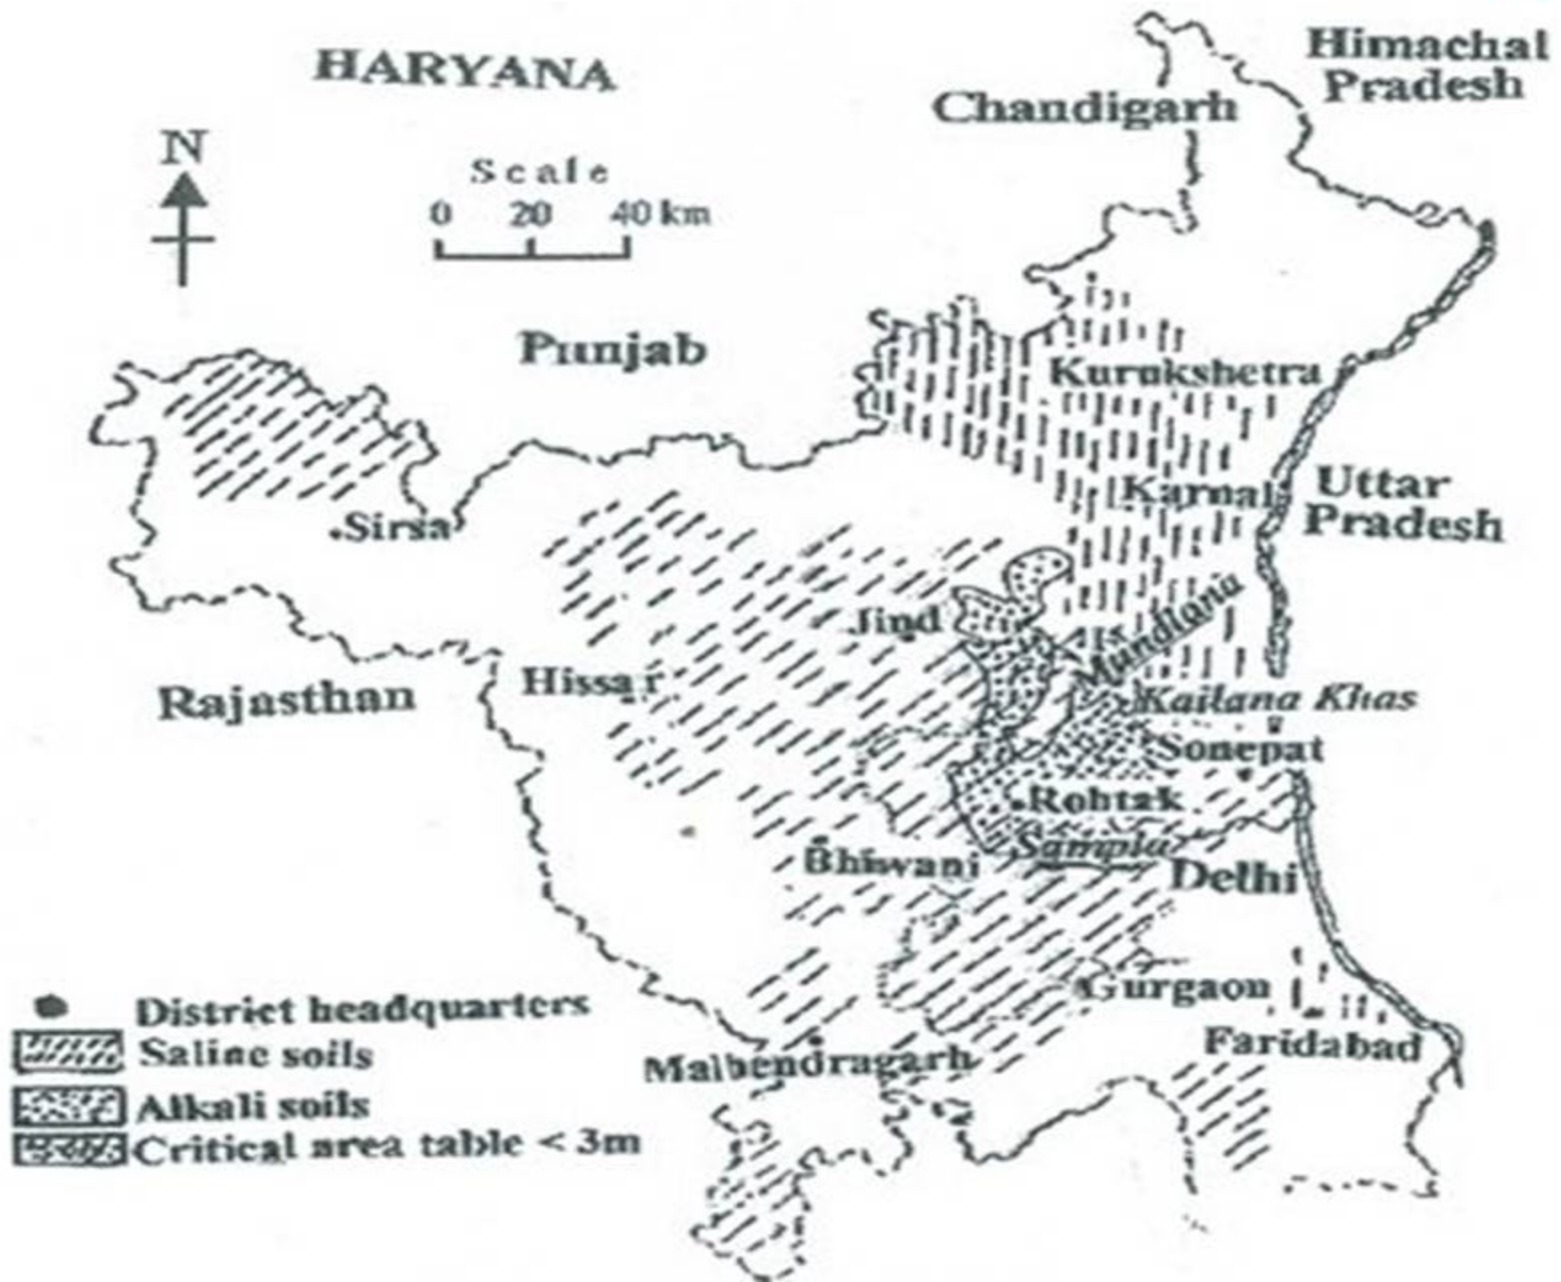 HARYANA
Himachal
Pradesh
Chandigarh
N
Scale
0 20 40 km
Punjab
Kurukshetra
Karnal
Uttar
Pradesh
Sirsa
Jind
Mundlana
Hissar
Rajasthan
Kailana Khas
Sonepat
Rohtak
Sampla
Bhiwani
Delhi
Gurgaon
District headquarters
Saline soils
Faridabad
Malhendragarh
Alkali soils
Critical area table < 3m